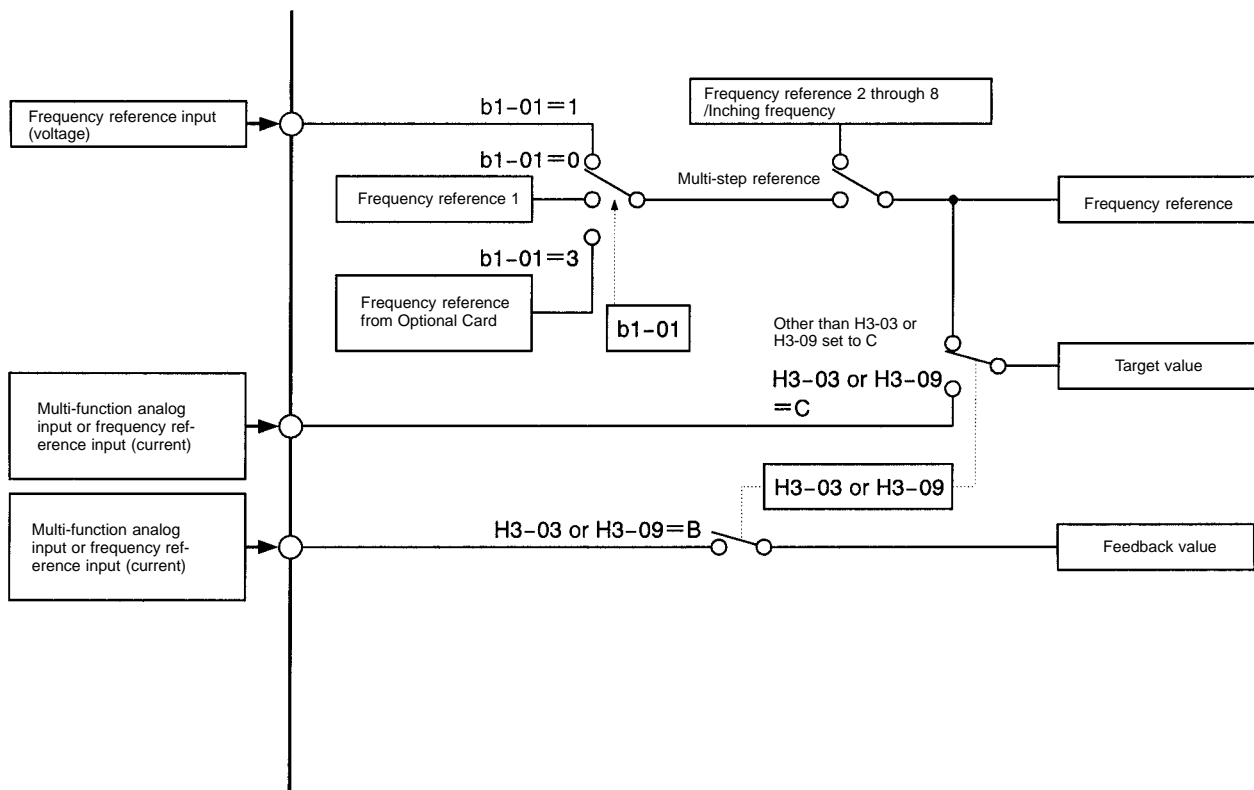 Frequency reference input
(voltage)
b1-01=1
b1-01=0
Frequency reference 1
b1-01=3
Frequency reference
from Optional Card
b1-01
Multi-step reference
Frequency reference 2 through 8
/Inching frequency
Frequency reference
Other than H3-03 or
H3-09 set to C
H3-03 or H3-09
=C
Target value
Multi-function analog
input or frequency ref-
erence input (current)
H3-03 or H3-09
Multi-function analog
input or frequency ref-
erence input (current)
H3-03 or H3-09=B
Feedback value